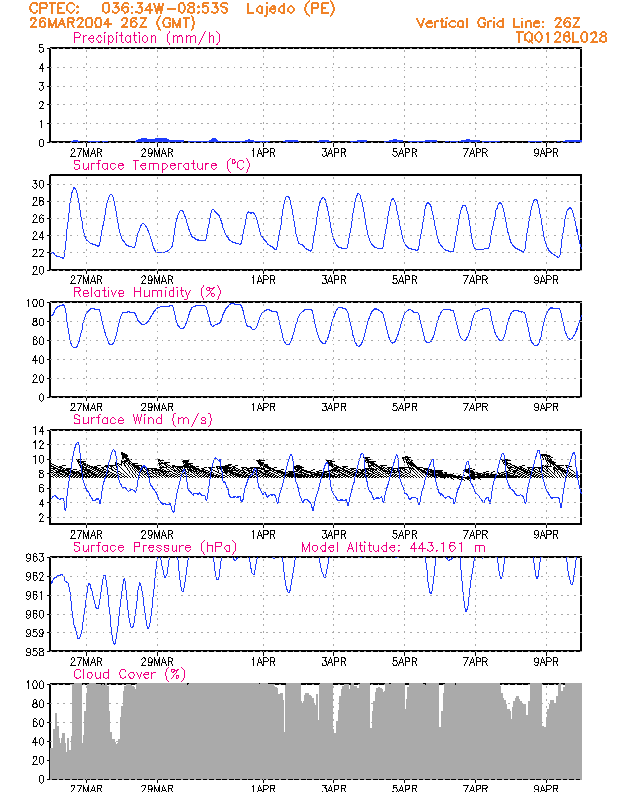 CPTEC: 036:34W-08:53S Lajedo (PE)
26MAR2004 26Z (GMT) Vertical Grid Line: 26Z
Precipitation (mm/h) TQ0126L028
5
4
3
2
1
0
27MAR 29MAR 1APR 3APR 5APR 7APR 9APR
Surface Temperature (ºC)
30
28
26
24
22
20
27MAR 29MAR 1APR 3APR 5APR 7APR 9APR
Relative Humidity (%)
100
80
60
40
20
0
27MAR 29MAR 1APR 3APR 5APR 7APR 9APR
Surface Wind (m/s)
14
12
10
8
6
4
2
27MAR 29MAR 1APR 3APR 5APR 7APR 9APR
Surface Pressure (hPa) Model Altitude: 443.161 m
963
962
961
960
959
958
27MAR 29MAR 1APR 3APR 5APR 7APR 9APR
Cloud Cover (%)
100
80
60
40
20
0
27MAR 29MAR 1APR 3APR 5APR 7APR 9APR